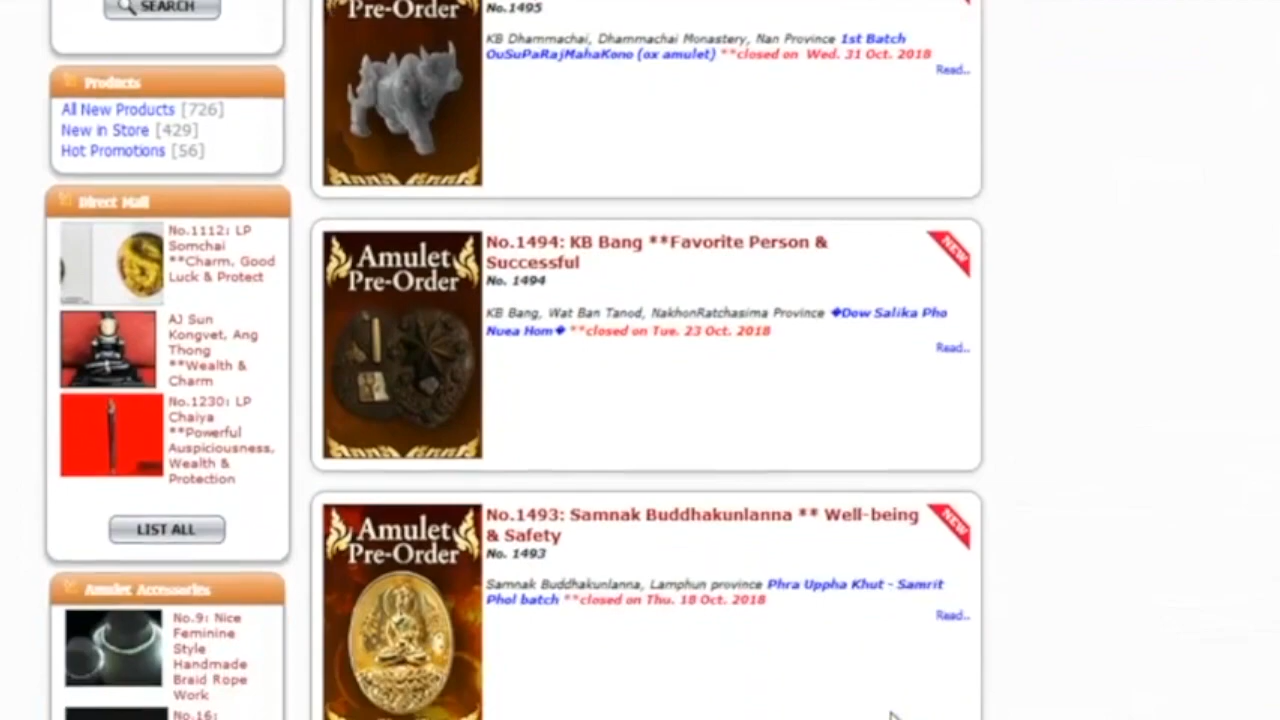 SEARCH
Products
All New Products [726]
New in Store [429]
Hot Promotions [56]
Direct Mall
No.1112: LP
Somchai
**Charm, Good
Luck & Protect
AJ Sun
Kongvet, Ang
Thong
**Wealth &
Charm
No.1230: LP
Chaiya
**Powerful
Auspiciousness,
Wealth &
Protection
LIST ALL
Amulet Accessories
No.9: Nice
Feminine
Style
Handmade
Braid Rope
Work
No.16:
Pre-Order
No.1495
KB Dhammachai, Dhammachai Monastery, Nan Province 1st Batch
OuSuPaRajMahaKono (ox amulet) **closed on Wed. 31 Oct. 2018
Read..
Amulet
Pre-Order
No.1494: KB Bang **Favorite Person &
Successful
NEW
No. 1494
KB Bang, Wat Ban Tanod, NakhonRatchasima Province �Dow Salika Pho
Nuea Hom� **closed on Tue. 23 Oct. 2018
Read..
Amulet
Pre-Order
No.1493: Samnak Buddhakunlanna ** Well-being
& Safety
NEW
No. 1493
Samnak Buddhakunlanna, Lamphun province Phra Uppha Khut - Samrit
Phol batch **closed on Thu. 18 Oct. 2018
Read..